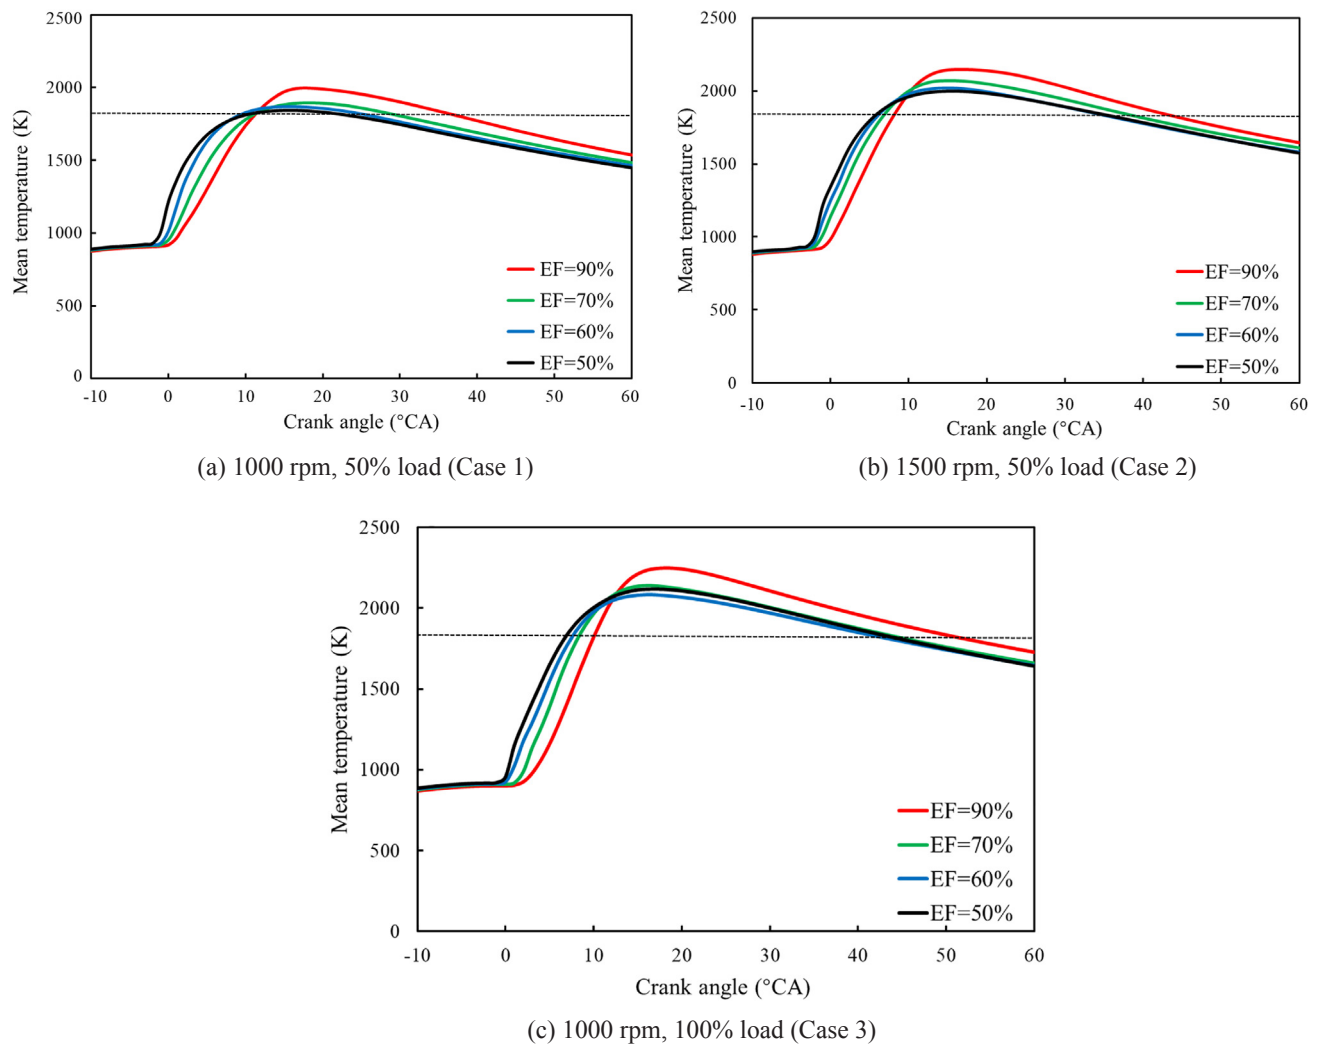 2500
2000
1500
1000
500
0
-10 0 10 20 30 40 50 60
Mean temperature (K)
Crank angle (°CA)
EF=90%
EF=70%
EF=60%
EF=50%
(a) 1000 rpm, 50% load (Case 1)
2500
2000
1500
1000
500
0
-10 0 10 20 30 40 50 60
Mean temperature (K)
Crank angle (°CA)
EF=90%
EF=70%
EF=60%
EF=50%
(b) 1500 rpm, 50% load (Case 2)
2500
2000
1500
1000
500
0
-10 0 10 20 30 40 50 60
Mean temperature (K)
Crank angle (°CA)
EF=90%
EF=70%
EF=60%
EF=50%
(c) 1000 rpm, 100% load (Case 3)